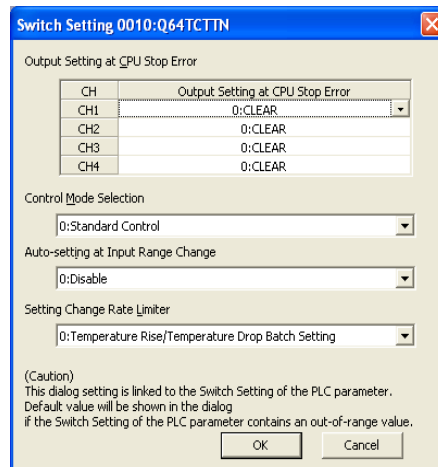 Switch Setting 0010:Q64TCTTN
Output Setting at CPU Stop Error
CH Output Setting at CPU Stop Error
CH1 0:CLEAR
CH2 0:CLEAR
CH3 0:CLEAR
CH4 0:CLEAR
Control Mode Selection
0:Standard Control
Auto-setting at Input Range Change
0:Disable
Setting Change Rate Limiter
0:Temperature Rise/Temperature Drop Batch Setting
(Caution)
This dialog setting is linked to the Switch Setting of the PLC parameter.
Default value will be shown in the dialog
if the Switch Setting of the PLC parameter contains an out-of-range value.
OK Cancel